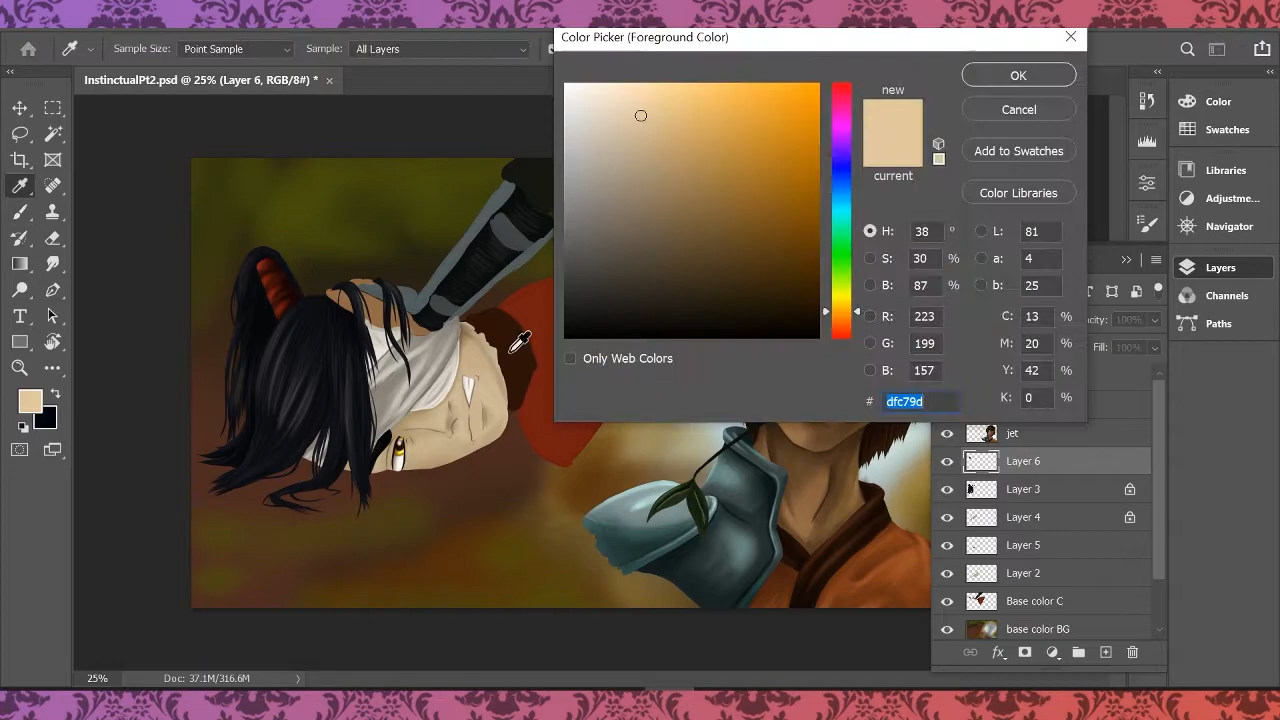 Sample Size: Point Sample Sample: All Layers
InstinctualPt2.psd @ 25% (Layer 6, RGB/8#) * ×
Color Picker (Foreground Color)
new
current
OK
Cancel
Add to Swatches
Color Libraries
H: 38 ° L: 81
S: 30 % a: 4
B: 87 % b: 25
R: 223 C: 13 %
G: 199 M: 20 %
B: 157 Y: 42 %
# dfc79d K: 0 %
Only Web Colors
Color
Swatches
Libraries
Adjustme...
Navigator
Layers
Channels
Paths
acity: 100%
Fill: 100%
jet
Layer 6
Layer 3
Layer 4
Layer 5
Layer 2
Base color C
base color BG
25% Doc: 37.1M/316.6M